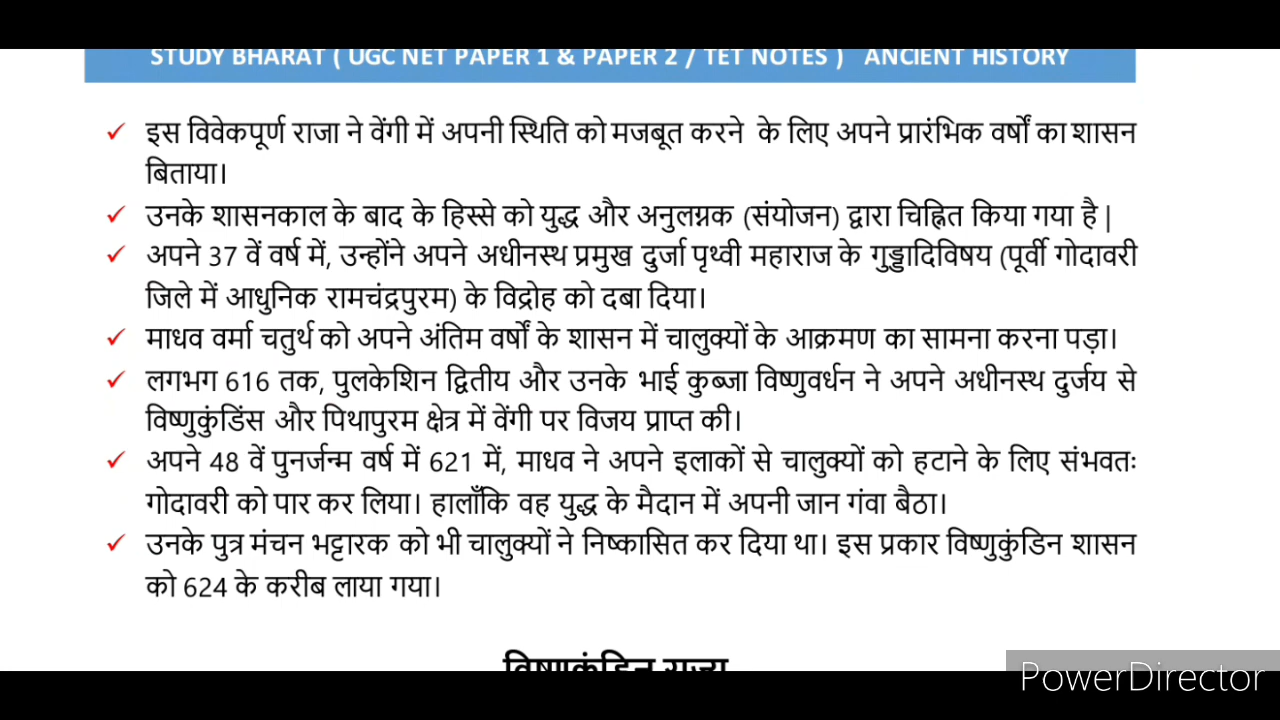 STUDY BHARAT ( UGC NET PAPER 1 & PAPER 2 / TET NOTES )   ANCIENT HISTORY
✓ इस विवेकपूर्ण राजा ने वेंगी में अपनी स्थिति को मजबूत करने के लिए अपने प्रारंभिक वर्षों का शासन
बिताया।
✓ उनके शासनकाल के बाद के हिस्से को युद्ध और अनुलग्नक (संयोजन) द्वारा चिह्नित किया गया है |
✓ अपने 37 वें वर्ष में, उन्होंने अपने अधीनस्थ प्रमुख दुर्जा पृथ्वी महाराज के गुड्डादिविषय (पूर्वी गोदावरी
जिले में आधुनिक रामचंद्रपुरम) के विद्रोह को दबा दिया।
✓ माधव वर्मा चतुर्थ को अपने अंतिम वर्षों के शासन में चालुक्यों के आक्रमण का सामना करना पड़ा।
✓ लगभग 616 तक, पुलकेशिन द्वितीय और उनके भाई कुब्जा विष्णुवर्धन ने अपने अधीनस्थ दुर्जय से
विष्णुकुंडिंस और पिथापुरम क्षेत्र में वेंगी पर विजय प्राप्त की।
✓ अपने 48 वें पुनर्जन्म वर्ष में 621 में, माधव ने अपने इलाकों से चालुक्यों को हटाने के लिए संभवतः
गोदावरी को पार कर लिया। हालाँकि वह युद्ध के मैदान में अपनी जान गंवा बैठा।
✓ उनके पुत्र मंचन भट्टारक को भी चालुक्यों ने निष्कासित कर दिया था। इस प्रकार विष्णुकुंडिन शासन
को 624 के करीब लाया गया।
विष्णुकुंडिन राज्य
PowerDirector